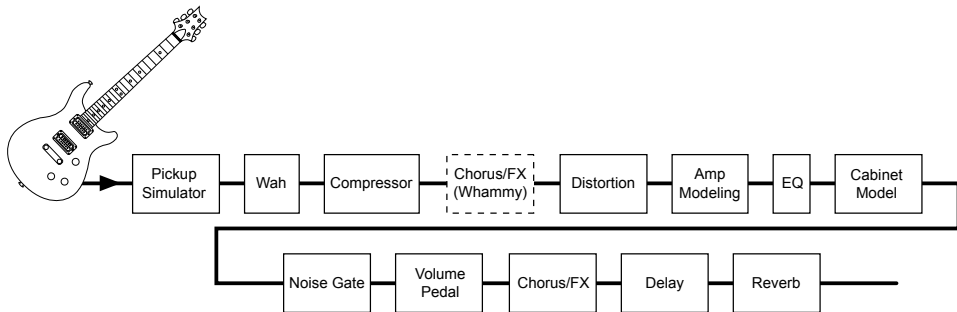 Pickup
Simulator
Wah
Compressor
Chorus/FX
(Whammy)
Distortion
Amp
Modeling
EQ
Cabinet
Model
Noise Gate
Volume
Pedal
Chorus/FX
Delay
Reverb